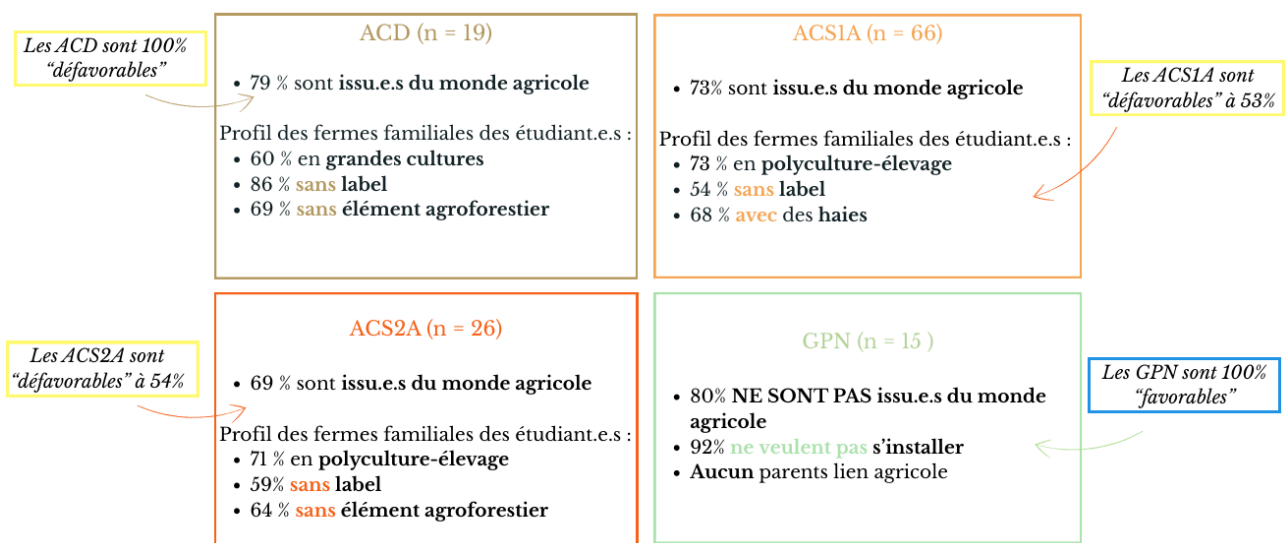 Les ACD sont 100%
“défavorables”
ACD (n = 19)
• 79 % sont issu.e.s du monde agricole
Profil des fermes familiales des étudiant.e.s :
• 60 % en grandes cultures
• 86 % sans label
• 69 % sans élément agroforestier
ACS1A (n = 66)
• 73% sont issu.e.s du monde agricole
Profil des fermes familiales des étudiant.e.s :
• 73 % en polyculture-élevage
• 54 % sans label
• 68 % avec des haies
Les ACS1A sont
“défavorables” à 53%
Les ACS2A sont
“défavorables” à 54%
ACS2A (n = 26)
• 69 % sont issu.e.s du monde agricole
Profil des fermes familiales des étudiant.e.s :
• 71 % en polyculture-élevage
• 59% sans label
• 64 % sans élément agroforestier
GPN (n = 15 )
• 80% NE SONT PAS issu.e.s du monde
agricole
• 92% ne veulent pas s’installer
• Aucun parents lien agricole
Les GPN sont 100%
“favorables”